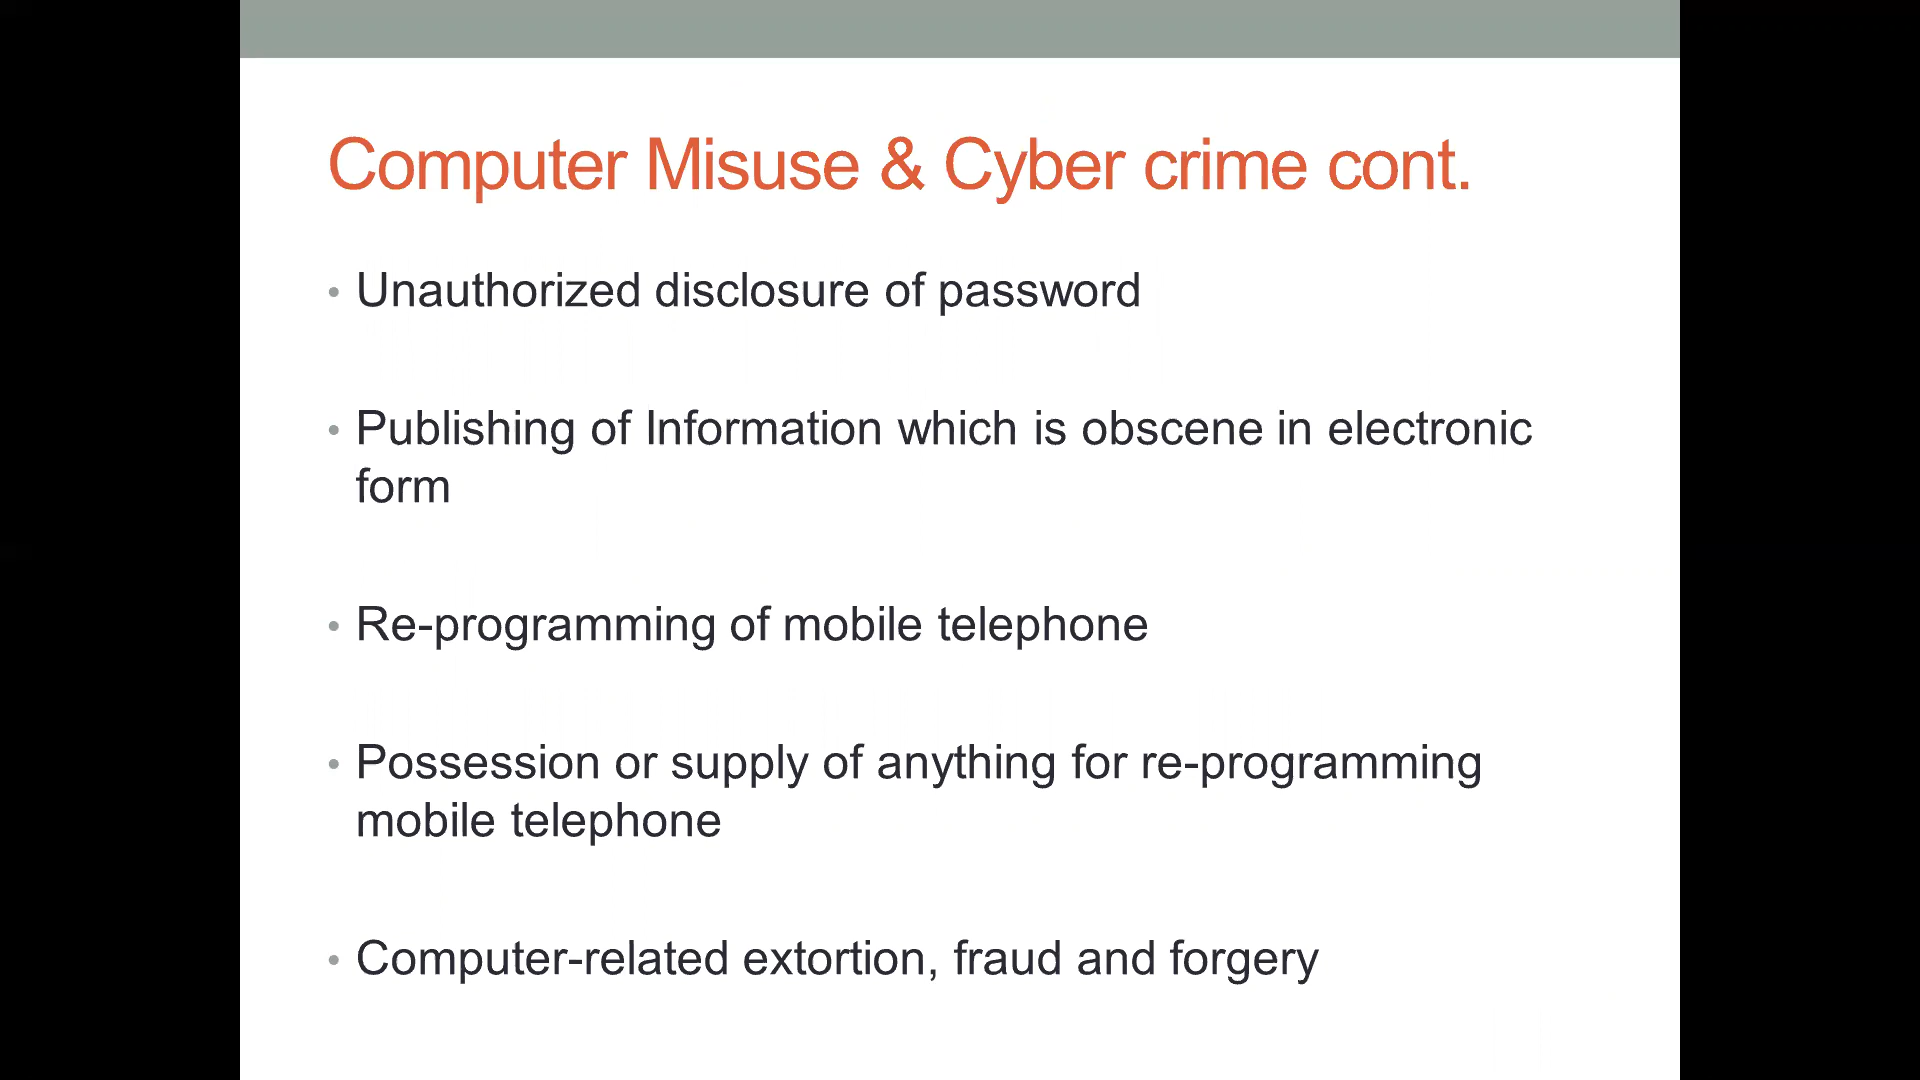 Computer Misuse & Cyber crime cont.
• Unauthorized disclosure of password
• Publishing of Information which is obscene in electronic
form
• Re-programming of mobile telephone
• Possession or supply of anything for re-programming
mobile telephone
• Computer-related extortion, fraud and forgery